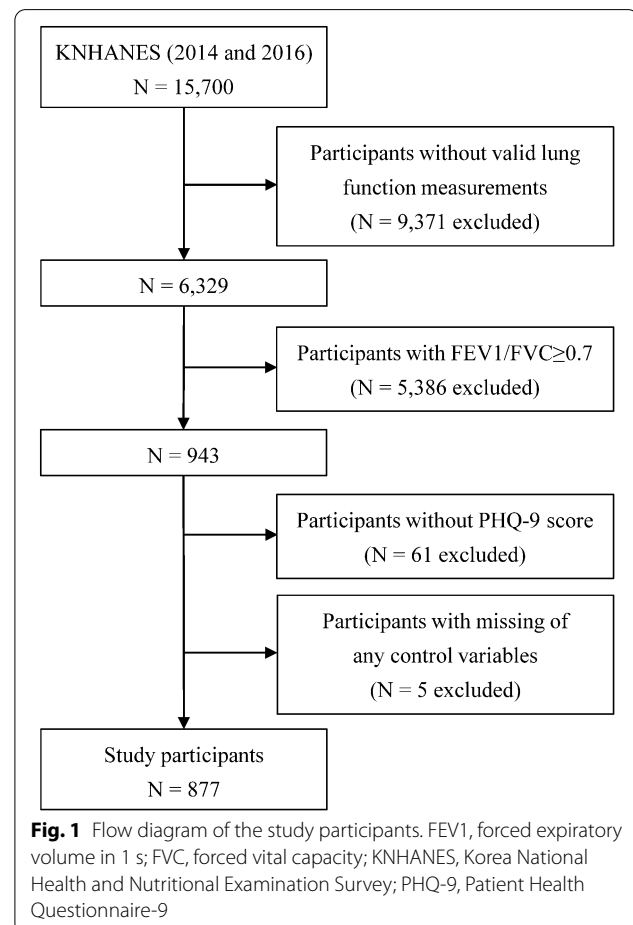 KNHANES (2014 and 2016)
N = 15,700
Participants without valid lung
function measurements
(N = 9,371 excluded)
N = 6,329
Participants with FEV1/FVC≥0.7
(N = 5,386 excluded)
N = 943
Participants without PHQ-9 score
(N = 61 excluded)
Participants with missing of
any control variables
(N = 5 excluded)
Study participants
N = 877
Fig. 1 Flow diagram of the study participants. FEV1, forced expiratory
volume in 1 s; FVC, forced vital capacity; KNHANES, Korea National
Health and Nutritional Examination Survey; PHQ-9, Patient Health
Questionnaire-9